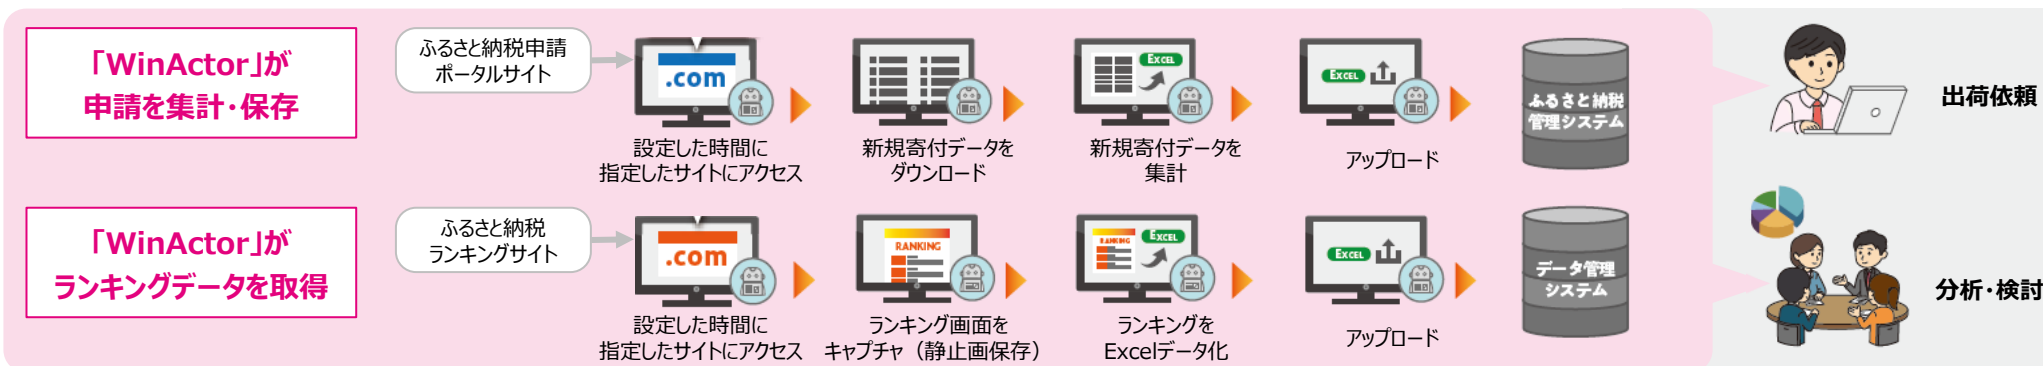 「WinActor」が
申請を集計・保存
ふるさと納税申請
ポータルサイト
.com
設定した時間に
指定したサイトにアクセス
新規寄付データを
ダウンロード
EXCEL
新規寄付データを
集計
EXCEL
アップロード
ふるさと納税
管理システム
出荷依頼
「WinActor」が
ランキングデータを取得
ふるさと納税
ランキングサイト
.com
設定した時間に
指定したサイトにアクセス
RANKING
ランキング画面を
キャプチャ（静止画保存）
RANKING
EXCEL
ランキングを
Excelデータ化
EXCEL
アップロード
データ管理
システム
分析・検討